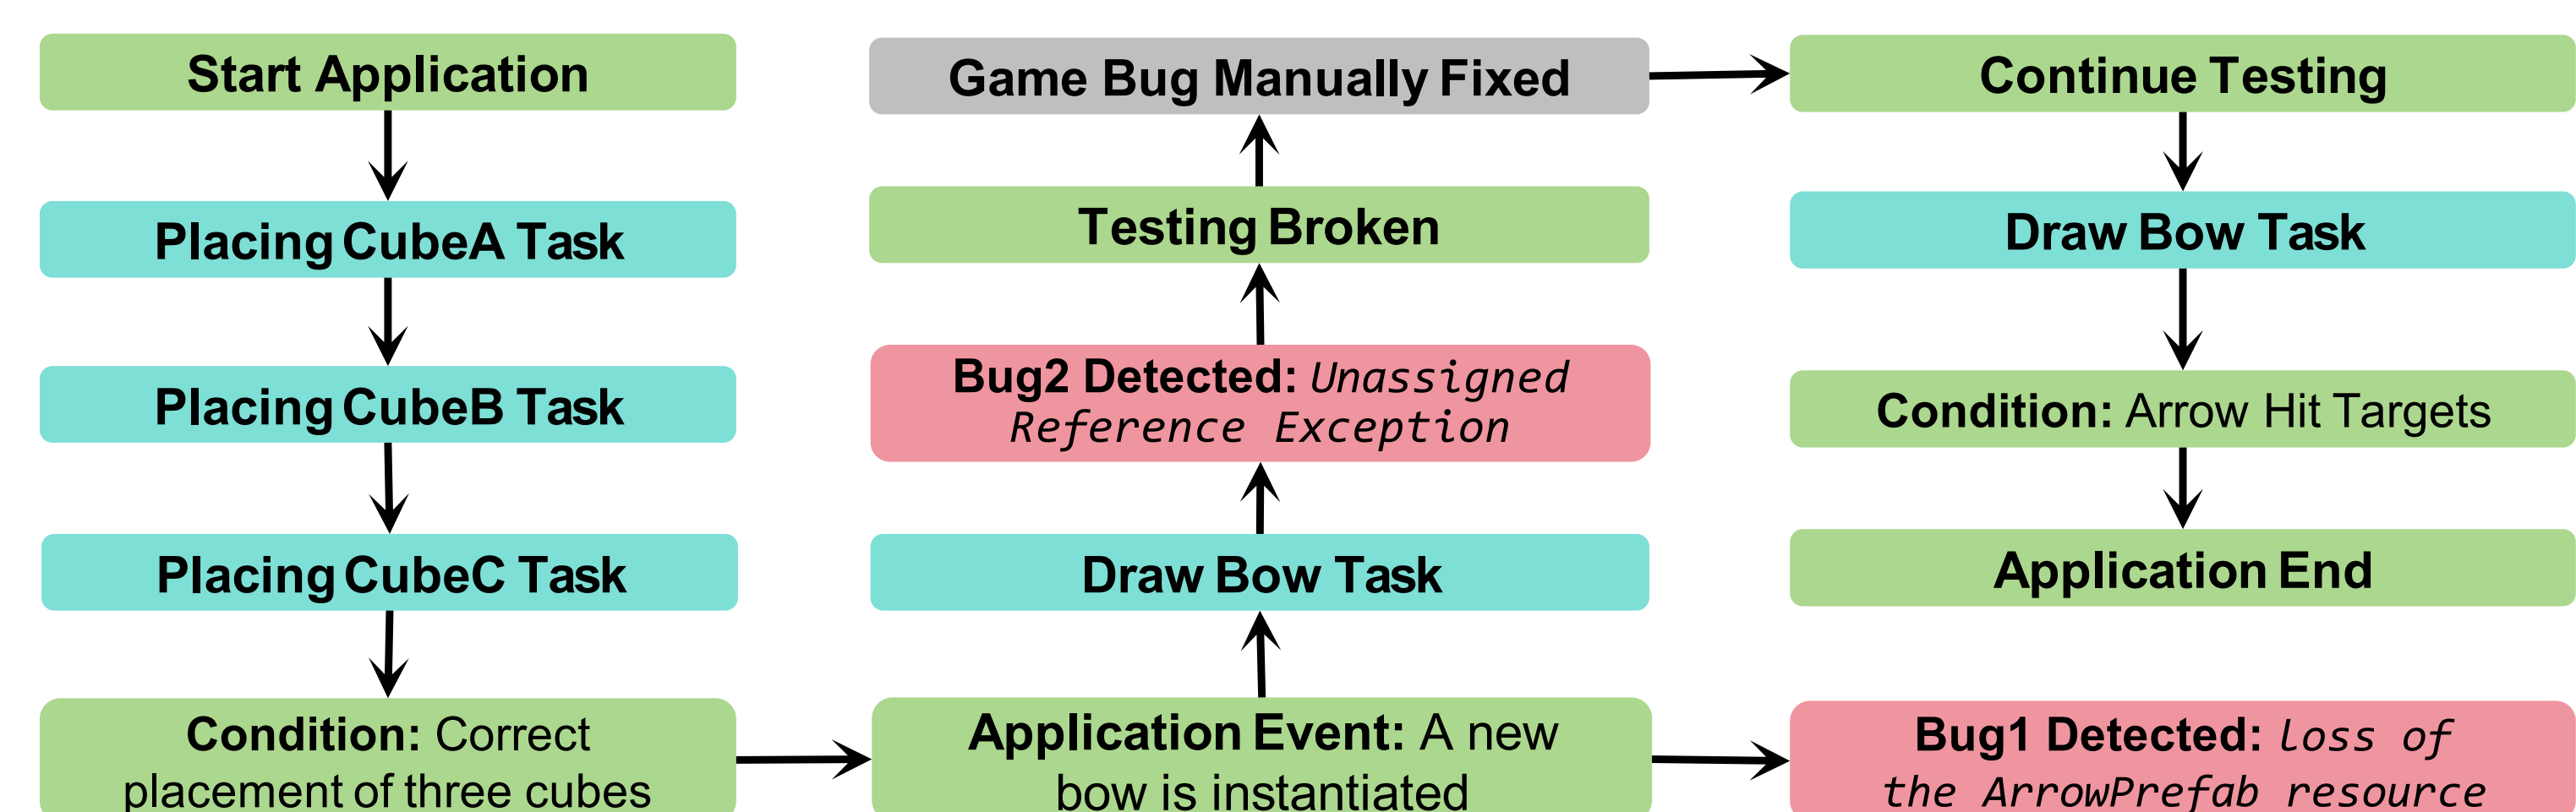 Start Application
Placing CubeA Task
Placing CubeB Task
Placing CubeC Task
Condition: Correct
placement of three cubes
Application Event: A new
bow is instantiated
Draw Bow Task
Bug2 Detected: Unassigned
Reference Exception
Testing Broken
Game Bug Manually Fixed
Continue Testing
Draw Bow Task
Condition: Arrow Hit Targets
Application End
Bug1 Detected: loss of
the ArrowPrefab resource